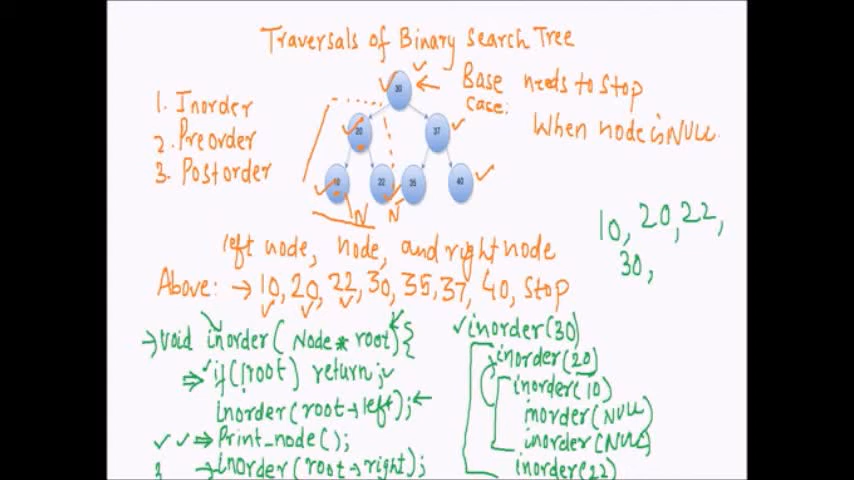 Traversals of Binary Search Tree
1. Inorder
2. Preorder
3. Postorder
30
20
37
10
22
35
40
N
N
Base needs to stop
case:
When node is NULL.
10, 20, 22,
30,
left node, node, and right node
Above: → 10, 20, 22, 30, 35, 37, 40, stop
→ void inorder( Node* root) {
⇒ if(!root) return;
inorder(root→left); ←
⇒ Print_node();
→ inorder(root→right);
inorder(30)
inorder(20)
inorder(10)
inorder(NULL)
inorder(NULL)
inorder(22)